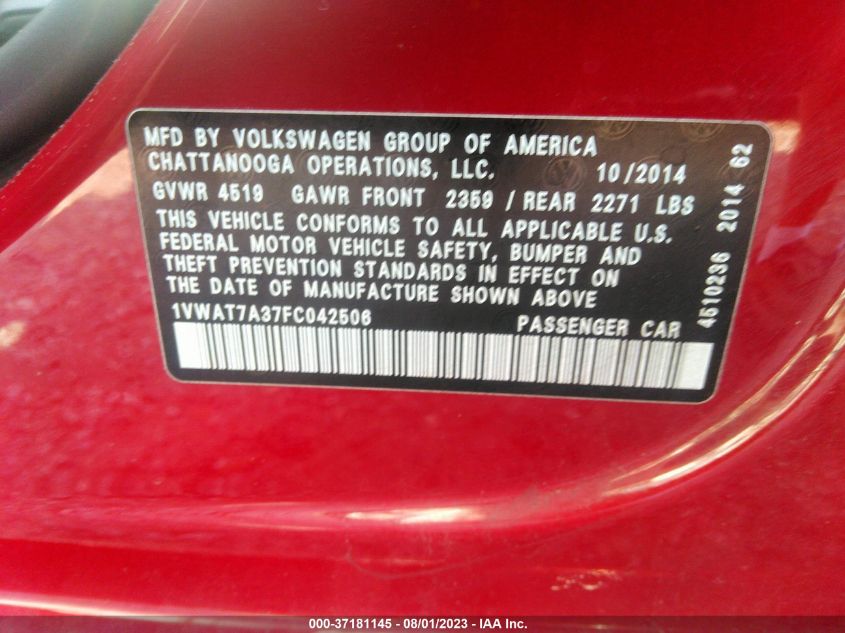 MFD BY VOLKSWAGEN GROUP OF AMERICA
CHATTANOOGA OPERATIONS, LLC. 10/2014
GVWR 4519 GAWR FRONT 2359 / REAR 2271 LBS
THIS VEHICLE CONFORMS TO ALL APPLICABLE U.S.
FEDERAL MOTOR VEHICLE SAFETY, BUMPER AND
THEFT PREVENTION STANDARDS IN EFFECT ON
THE DATE OF MANUFACTURE SHOWN ABOVE
1VWAT7A37FC042506 PASSENGER CAR
4510236 2014 62
000-37181145 - 08/01/2023 - IAA Inc.